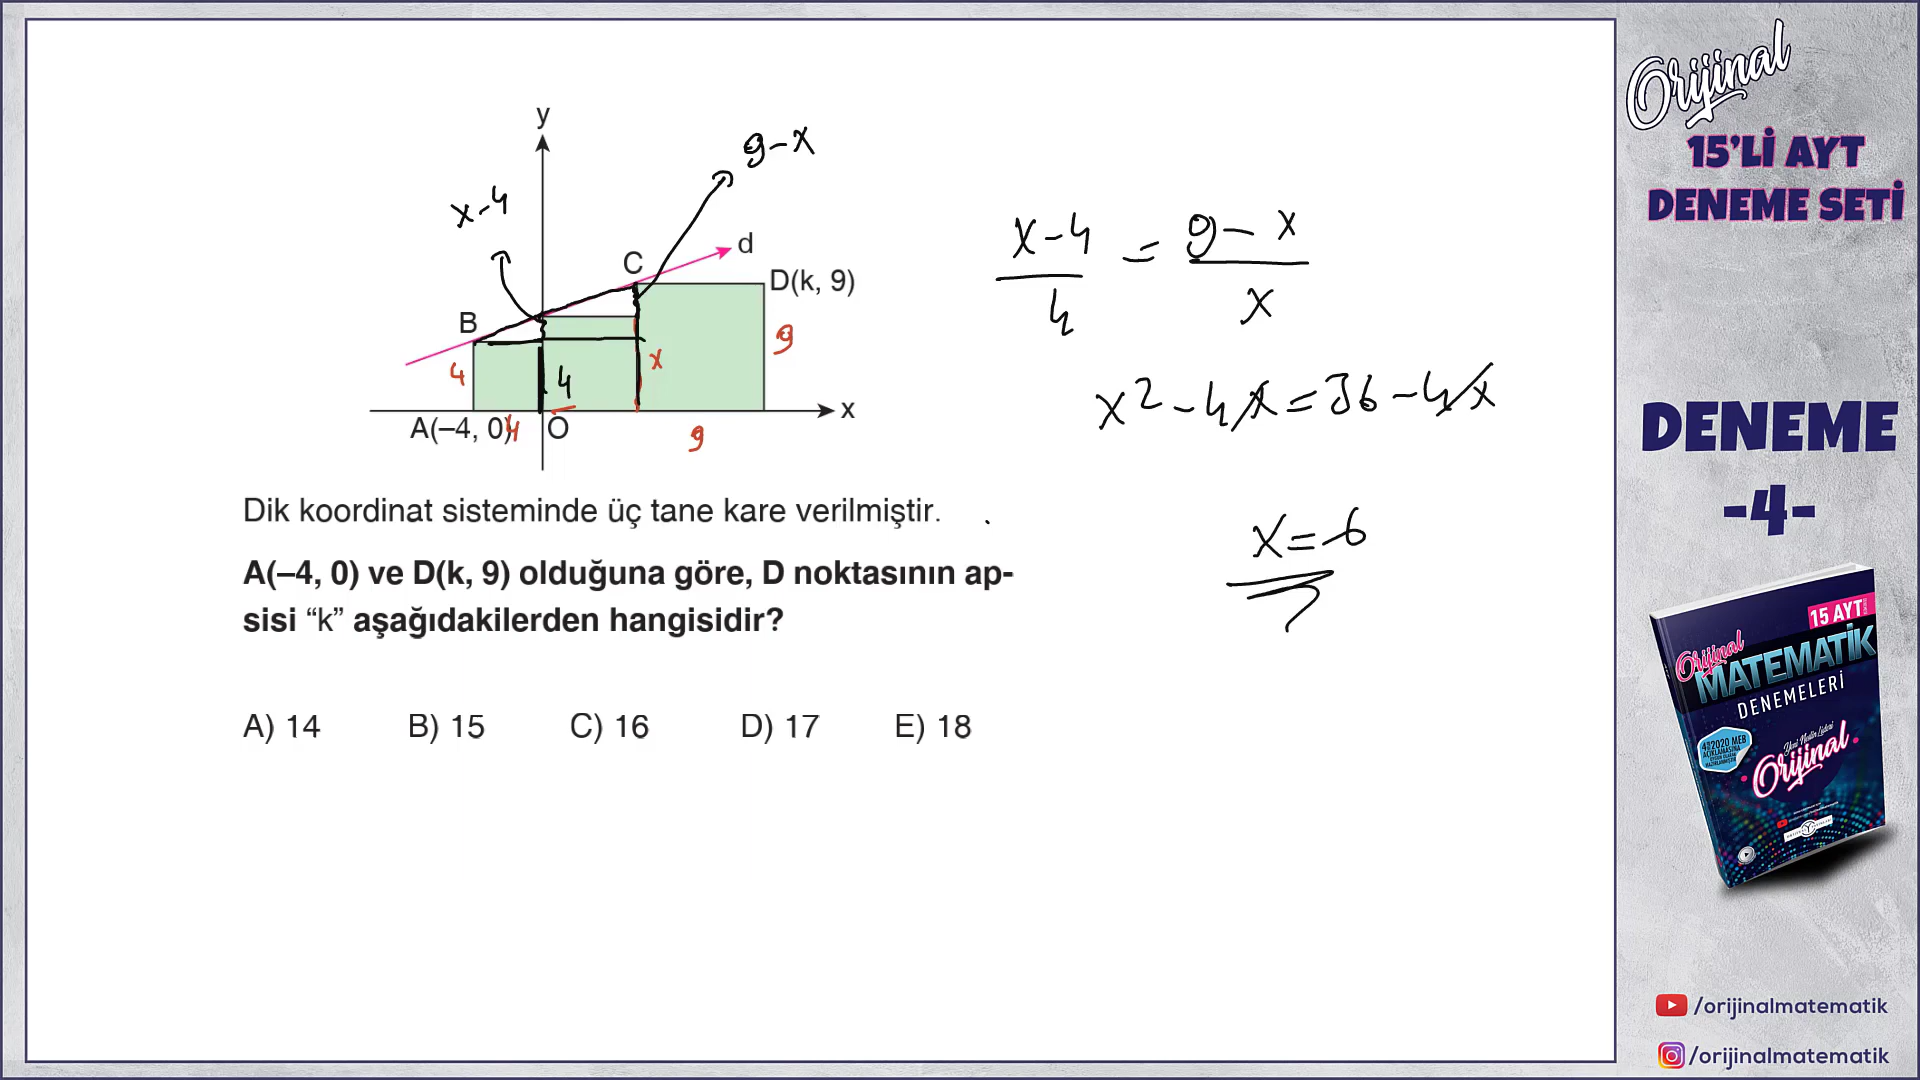 y
g-x
x-4
d
C
D(k, 9)
B
9
4
4
x
x
A(–4, 0)
4
O
9
x-4 = 9-x
4 x
x² - 4x = 36 - 4x
x = 6
Dik koordinat sisteminde üç tane kare verilmiştir.
A(–4, 0) ve D(k, 9) olduğuna göre, D noktasının ap-
sisi “k” aşağıdakilerden hangisidir?
A) 14 B) 15 C) 16 D) 17 E) 18
Orijinal
15’Lİ AYT
DENEME SETİ
DENEME
-4-
15 AYT
Orijinal
MATEMATİK
DENEMELERİ
Orijinal
/orijinalmatematik
/orijinalmatematik